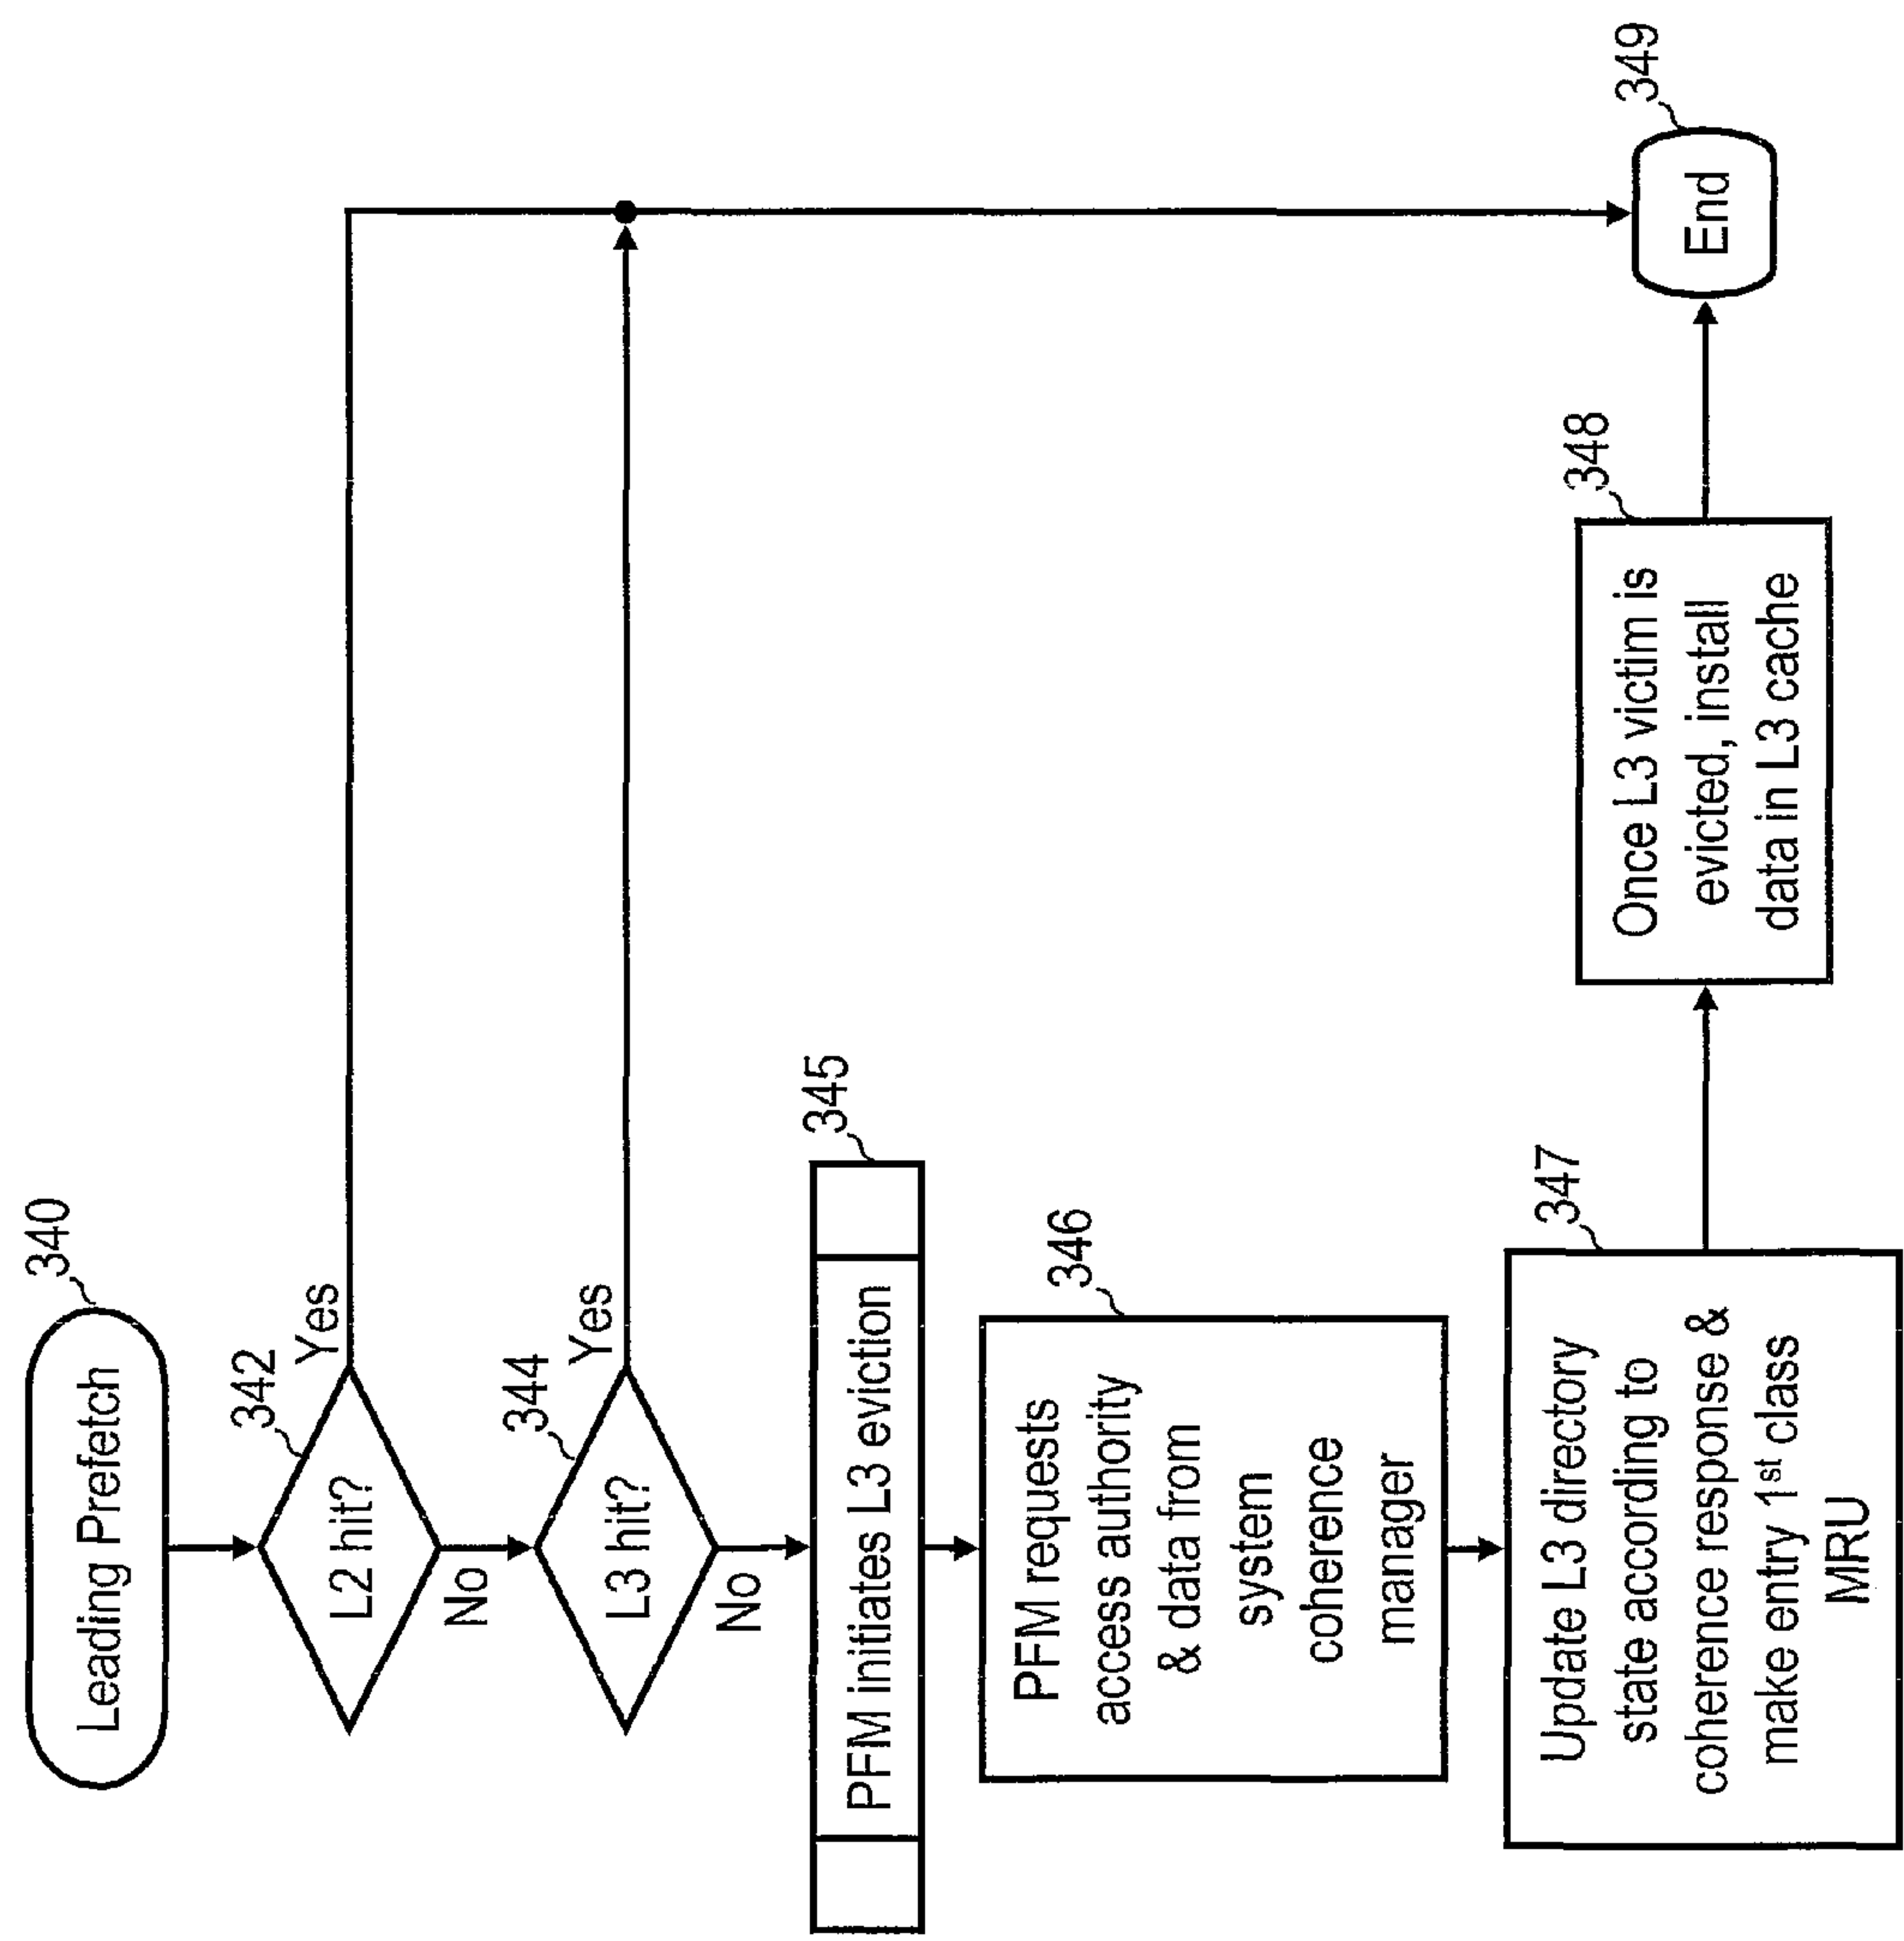 340
Leading Prefetch
342
L2 hit?
Yes
No
344
L3 hit?
Yes
No
345
PFM initiates L3 eviction
346
PFM requests
access authority
& data from
system
coherence
manager
347
Update L3 directory
state according to
coherence response &
make entry 1st class
MRU
348
Once L3 victim is
evicted, install
data in L3 cache
349
End